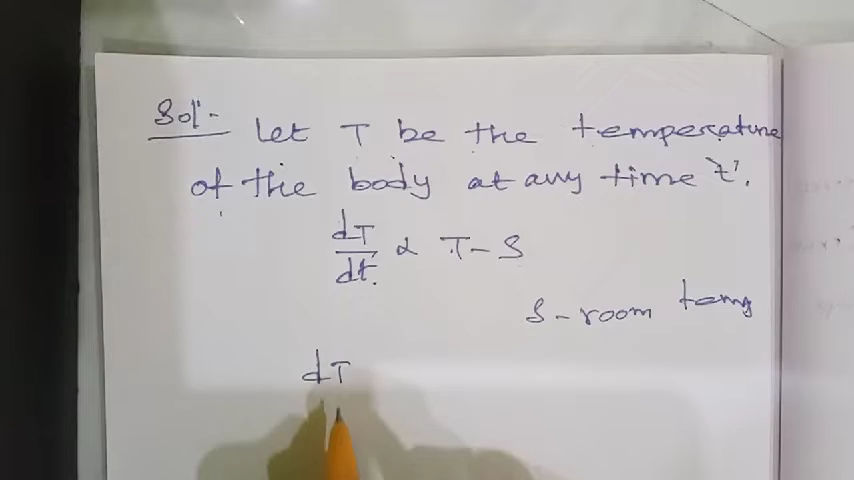 Sol:-
Let T be the temperature
of the body at any time 't'.
dT/dt ∝ T - S
S - room temp
dT